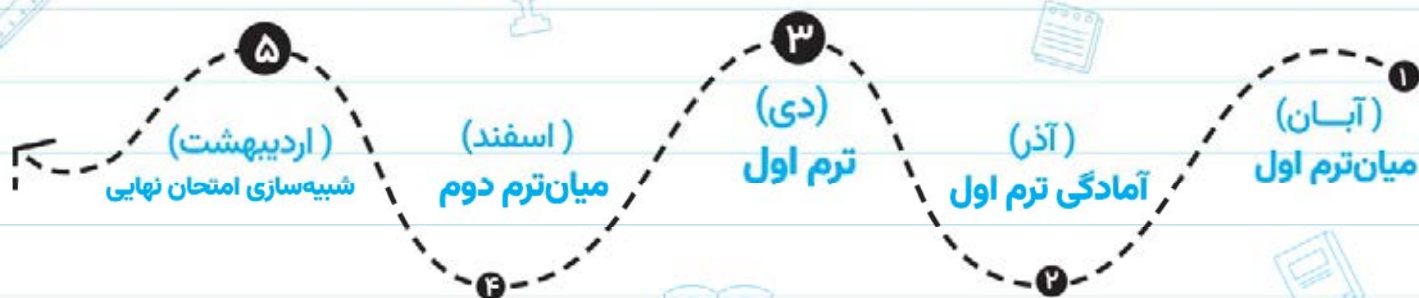 ۱
( آبـــان)
میان‌ترم اول
۲
( آذر)
آمادگی ترم اول
۳
(دی)
ترم اول
۴
( اسفند)
میان‌ترم دوم
۵
( اردیبهشت)
شبیه‌سازی امتحان نهایی